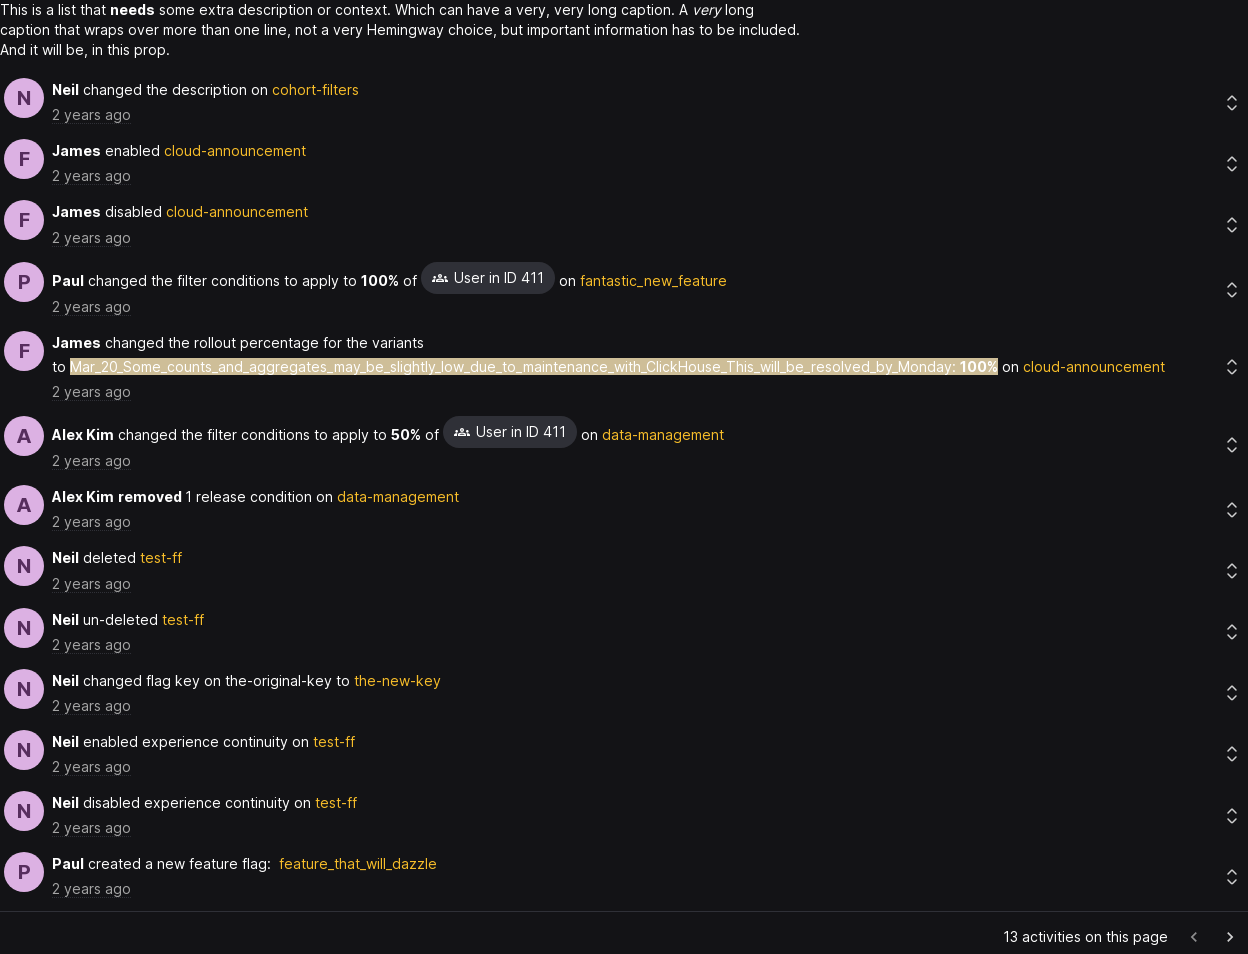 This is a list that needs some extra description or context. Which can have a very, very long caption. A very long
caption that wraps over more than one line, not a very Hemingway choice, but important information has to be included.
And it will be, in this prop.
N
Neil changed the description on cohort-filters
2 years ago
F
James enabled cloud-announcement
2 years ago
F
James disabled cloud-announcement
2 years ago
P
Paul changed the filter conditions to apply to 100% of User in ID 411 on fantastic_new_feature
2 years ago
F
James changed the rollout percentage for the variants
to Mar_20_Some_counts_and_aggregates_may_be_slightly_low_due_to_maintenance_with_ClickHouse_This_will_be_resolved_by_Monday: 100% on cloud-announcement
2 years ago
A
Alex Kim changed the filter conditions to apply to 50% of User in ID 411 on data-management
2 years ago
A
Alex Kim removed 1 release condition on data-management
2 years ago
N
Neil deleted test-ff
2 years ago
N
Neil un-deleted test-ff
2 years ago
N
Neil changed flag key on the-original-key to the-new-key
2 years ago
N
Neil enabled experience continuity on test-ff
2 years ago
N
Neil disabled experience continuity on test-ff
2 years ago
P
Paul created a new feature flag: feature_that_will_dazzle
2 years ago
13 activities on this page